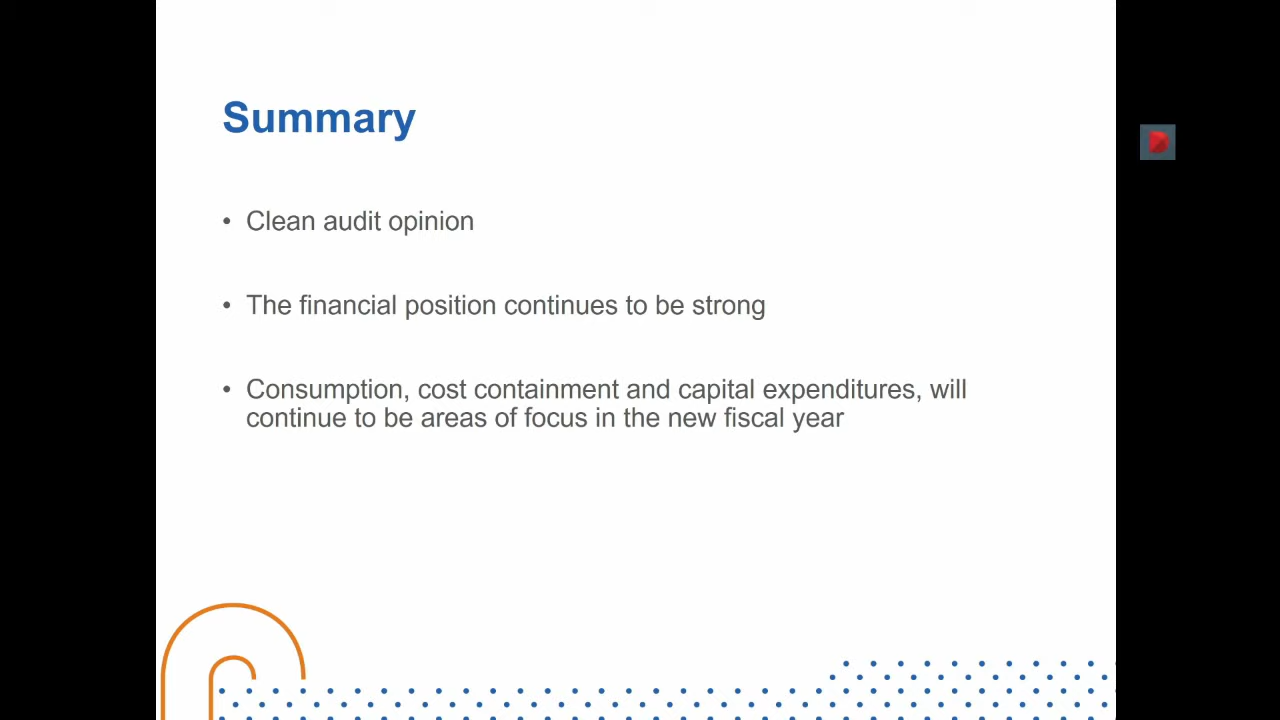 Summary
• Clean audit opinion
• The financial position continues to be strong
• Consumption, cost containment and capital expenditures, will
continue to be areas of focus in the new fiscal year